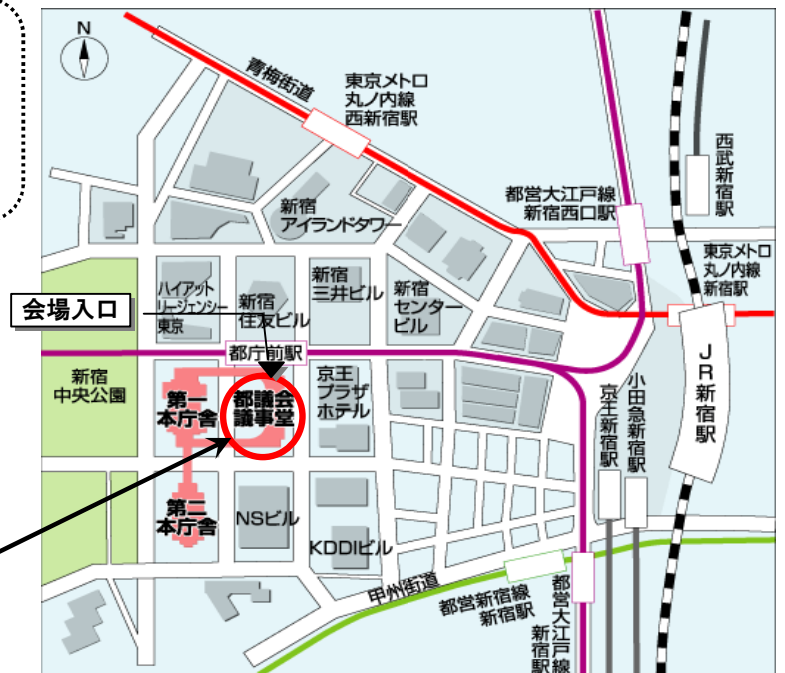 N
青梅街道
東京メトロ
丸ノ内線
西新宿駅
西武新宿駅
都営大江戸線
新宿西口駅
新宿
アイランドタワー
東京メトロ
丸ノ内線
新宿駅
ハイアット
リージェンシー
東京
新宿
住友ビル
新宿
三井ビル
新宿
センター
ビル
会場入口
都庁前駅
JR新宿駅
新宿
中央公園
第一
本庁舎
都議会
議事堂
京王
プラザ
ホテル
小田急新宿駅
京王新宿駅
第二
本庁舎
NSビル
KDDIビル
甲州街道
都営新宿線
新宿駅
都営大江戸線
新宿駅